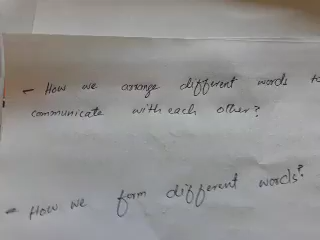 - How we arrange different words to
communicate with each other?
- How we form different words?